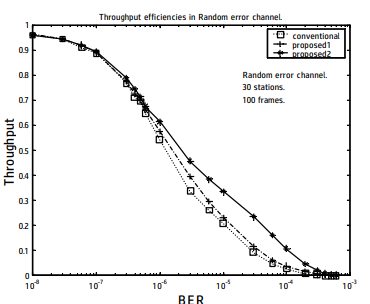 Throughput efficiencies in Random error channel.
conventional
proposed1
proposed2
Random error channel.
30 stations.
100 frames.
Throughput
1
0.9
0.8
0.7
0.6
0.5
0.4
0.3
0.2
0.1
0
10^-8
10^-7
10^-6
10^-5
10^-4
10^-3
BER